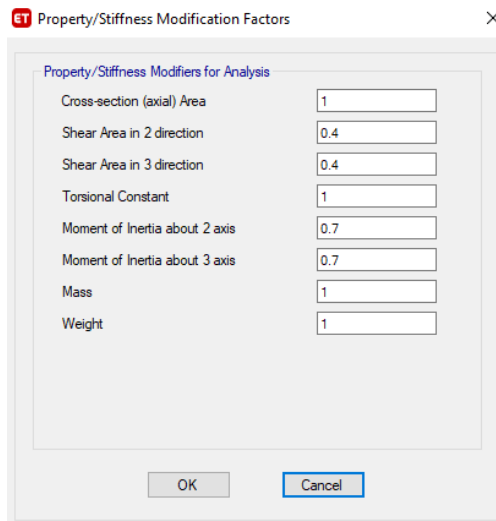 ET Property/Stiffness Modification Factors
Property/Stiffness Modifiers for Analysis
Cross-section (axial) Area 1
Shear Area in 2 direction 0.4
Shear Area in 3 direction 0.4
Torsional Constant 1
Moment of Inertia about 2 axis 0.7
Moment of Inertia about 3 axis 0.7
Mass 1
Weight 1
OK Cancel